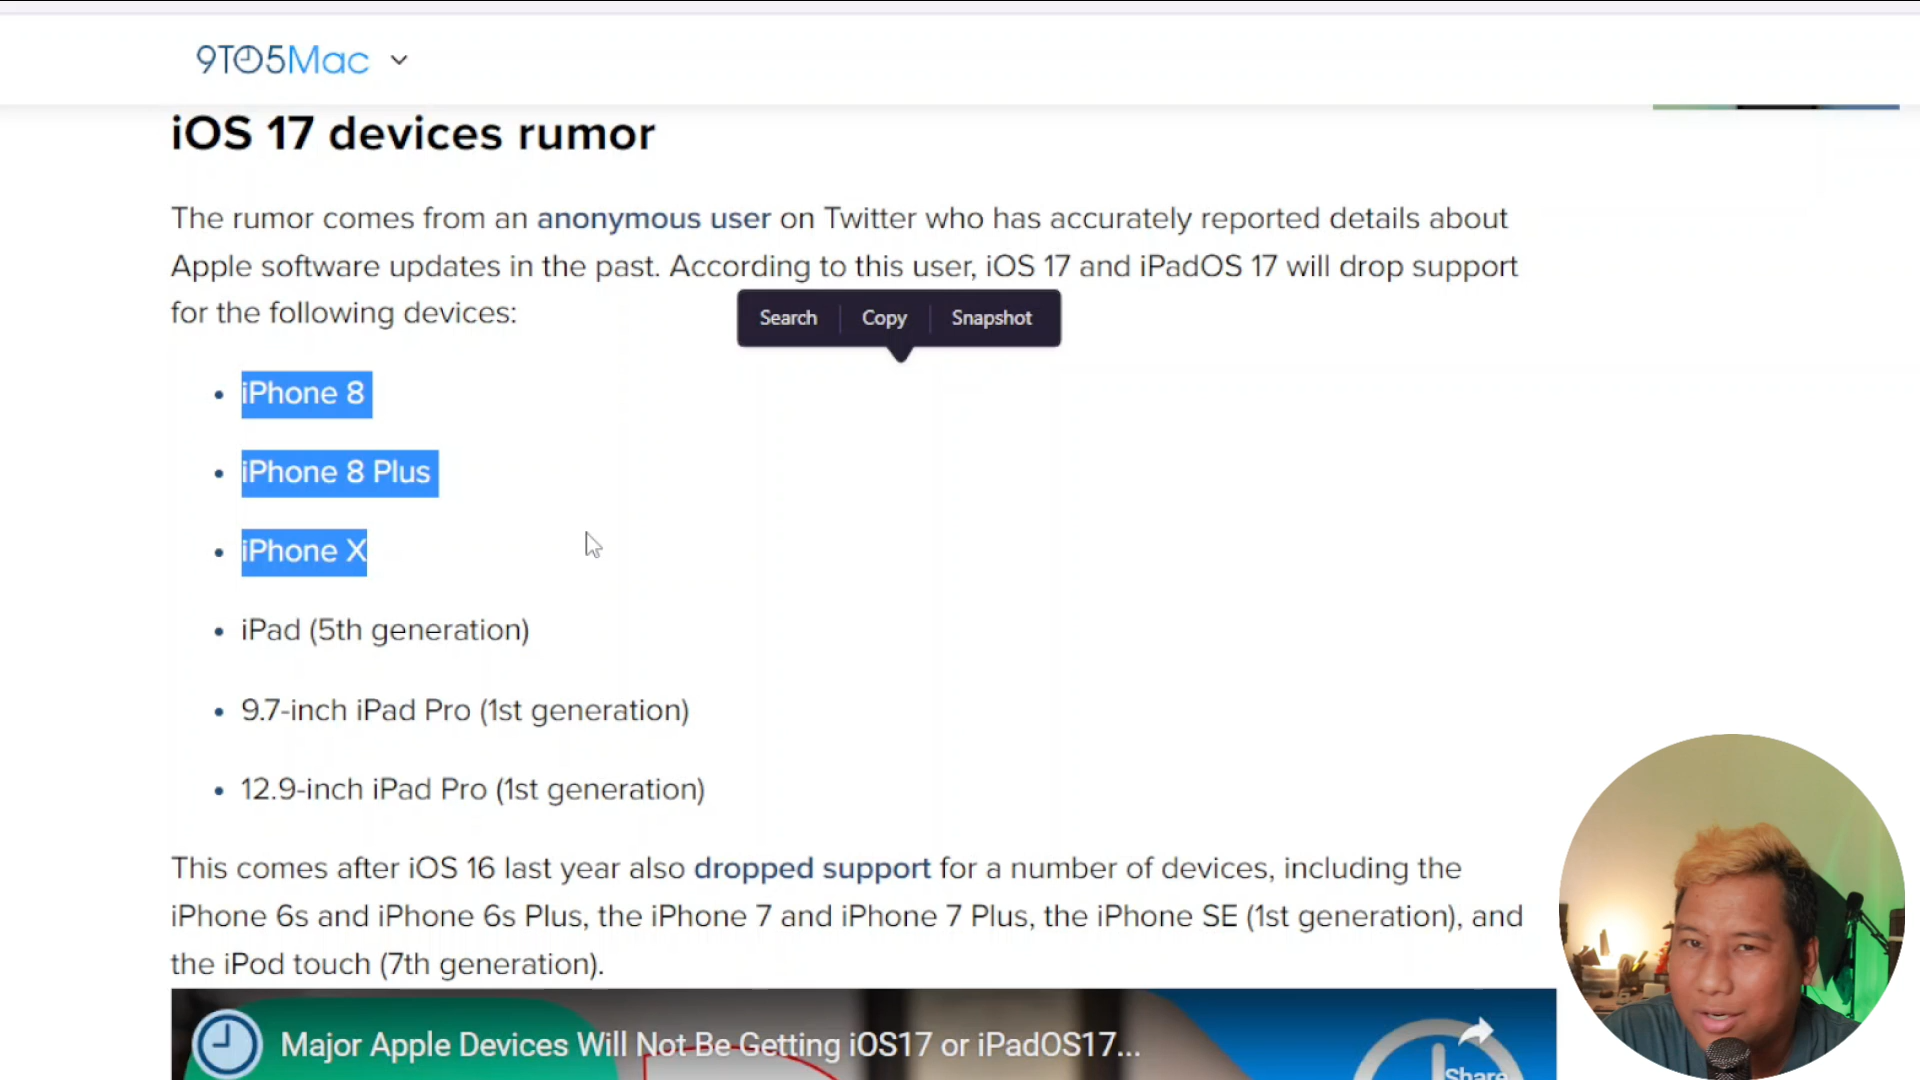 9TO5Mac
iOS 17 devices rumor
The rumor comes from an anonymous user on Twitter who has accurately reported details about
Apple software updates in the past. According to this user, iOS 17 and iPadOS 17 will drop support
for the following devices:
Search Copy Snapshot
• iPhone 8
• iPhone 8 Plus
• iPhone X
• iPad (5th generation)
• 9.7-inch iPad Pro (1st generation)
• 12.9-inch iPad Pro (1st generation)
This comes after iOS 16 last year also dropped support for a number of devices, including the
iPhone 6s and iPhone 6s Plus, the iPhone 7 and iPhone 7 Plus, the iPhone SE (1st generation), and
the iPod touch (7th generation).
Major Apple Devices Will Not Be Getting iOS17 or iPadOS17...
Share